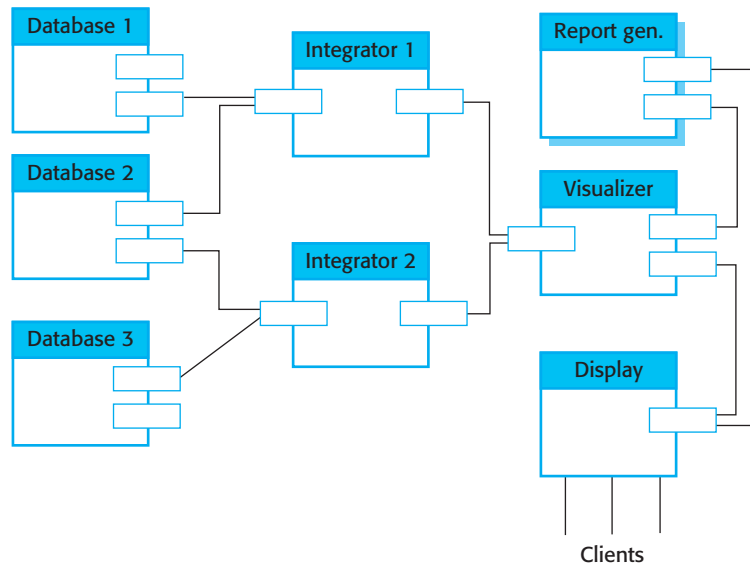 Database 1
Integrator 1
Report gen.
Database 2
Visualizer
Integrator 2
Database 3
Display
Clients